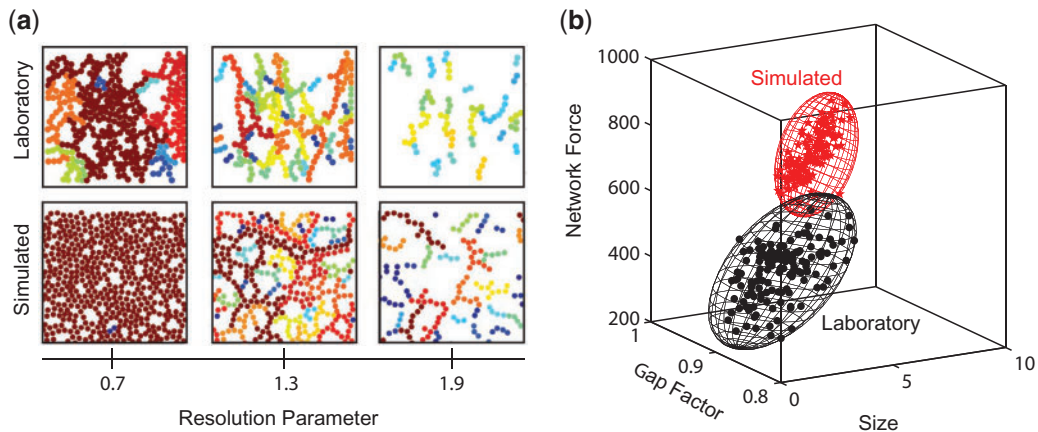 (a)
Laboratory
Simulated
0.7
1.3
1.9
Resolution Parameter
(b)
1000
800
600
400
200
Network Force
1
0.9
0.8
Gap Factor
0
5
10
Size
Simulated
Laboratory